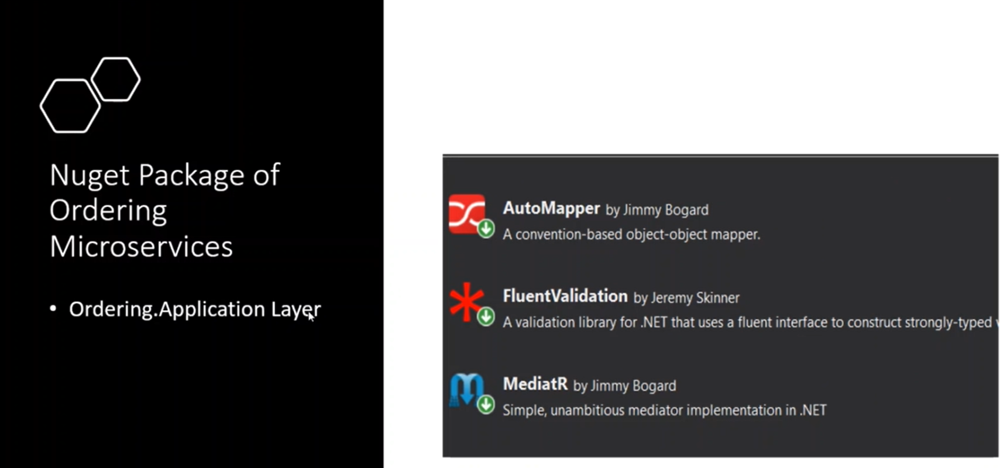 Nuget Package of
Ordering
Microservices
• Ordering.Application Layer
AutoMapper by Jimmy Bogard
A convention-based object-object mapper.
FluentValidation by Jeremy Skinner
A validation library for .NET that uses a fluent interface to construct strongly-typed
MediatR by Jimmy Bogard
Simple, unambitious mediator implementation in .NET